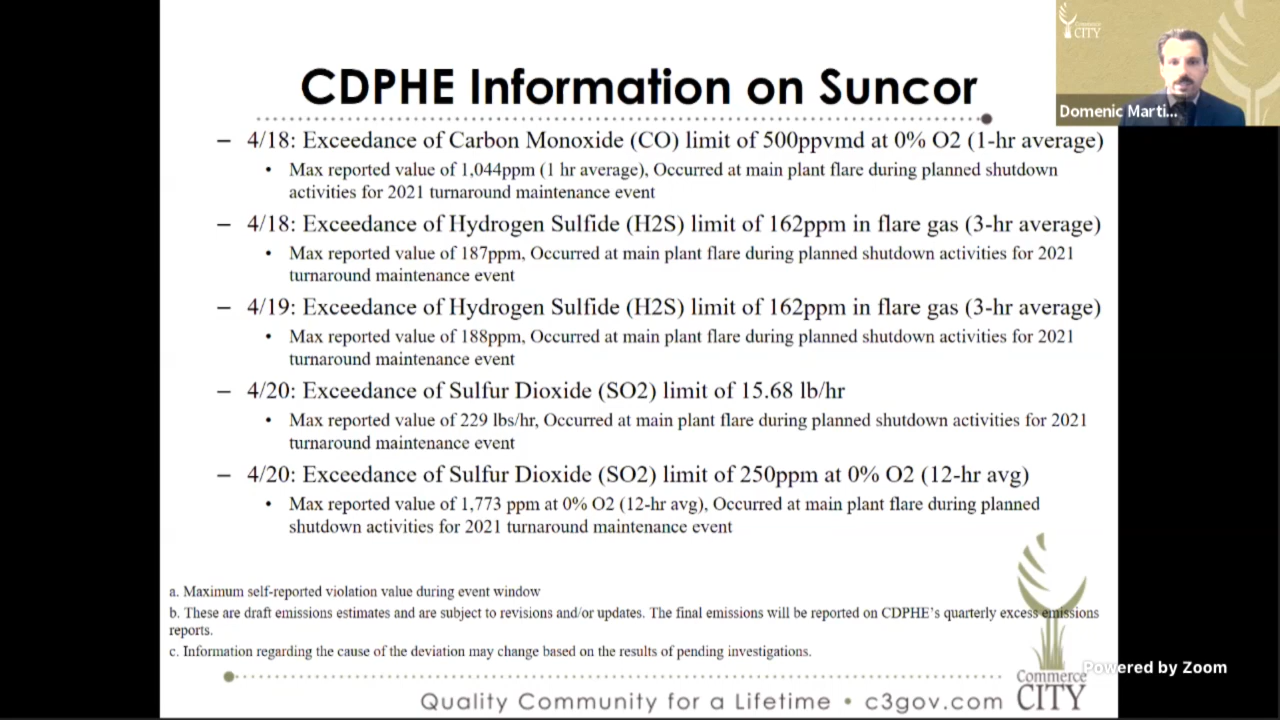 Commerce
CITY
CDPHE Information on Suncor
Domenic Marti...
– 4/18: Exceedance of Carbon Monoxide (CO) limit of 500ppvmd at 0% O2 (1-hr average)
• Max reported value of 1,044ppm (1 hr average), Occurred at main plant flare during planned shutdown
activities for 2021 turnaround maintenance event
– 4/18: Exceedance of Hydrogen Sulfide (H2S) limit of 162ppm in flare gas (3-hr average)
• Max reported value of 187ppm, Occurred at main plant flare during planned shutdown activities for 2021
turnaround maintenance event
– 4/19: Exceedance of Hydrogen Sulfide (H2S) limit of 162ppm in flare gas (3-hr average)
• Max reported value of 188ppm, Occurred at main plant flare during planned shutdown activities for 2021
turnaround maintenance event
– 4/20: Exceedance of Sulfur Dioxide (SO2) limit of 15.68 lb/hr
• Max reported value of 229 lbs/hr, Occurred at main plant flare during planned shutdown activities for 2021
turnaround maintenance event
– 4/20: Exceedance of Sulfur Dioxide (SO2) limit of 250ppm at 0% O2 (12-hr avg)
• Max reported value of 1,773 ppm at 0% O2 (12-hr avg), Occurred at main plant flare during planned
shutdown activities for 2021 turnaround maintenance event
a. Maximum self-reported violation value during event window
b. These are draft emissions estimates and are subject to revisions and/or updates. The final emissions will be reported on CDPHE's quarterly excess emissions
reports.
c. Information regarding the cause of the deviation may change based on the results of pending investigations.
Powered by Zoom
Commerce
CITY
Quality Community for a Lifetime • c3gov.com